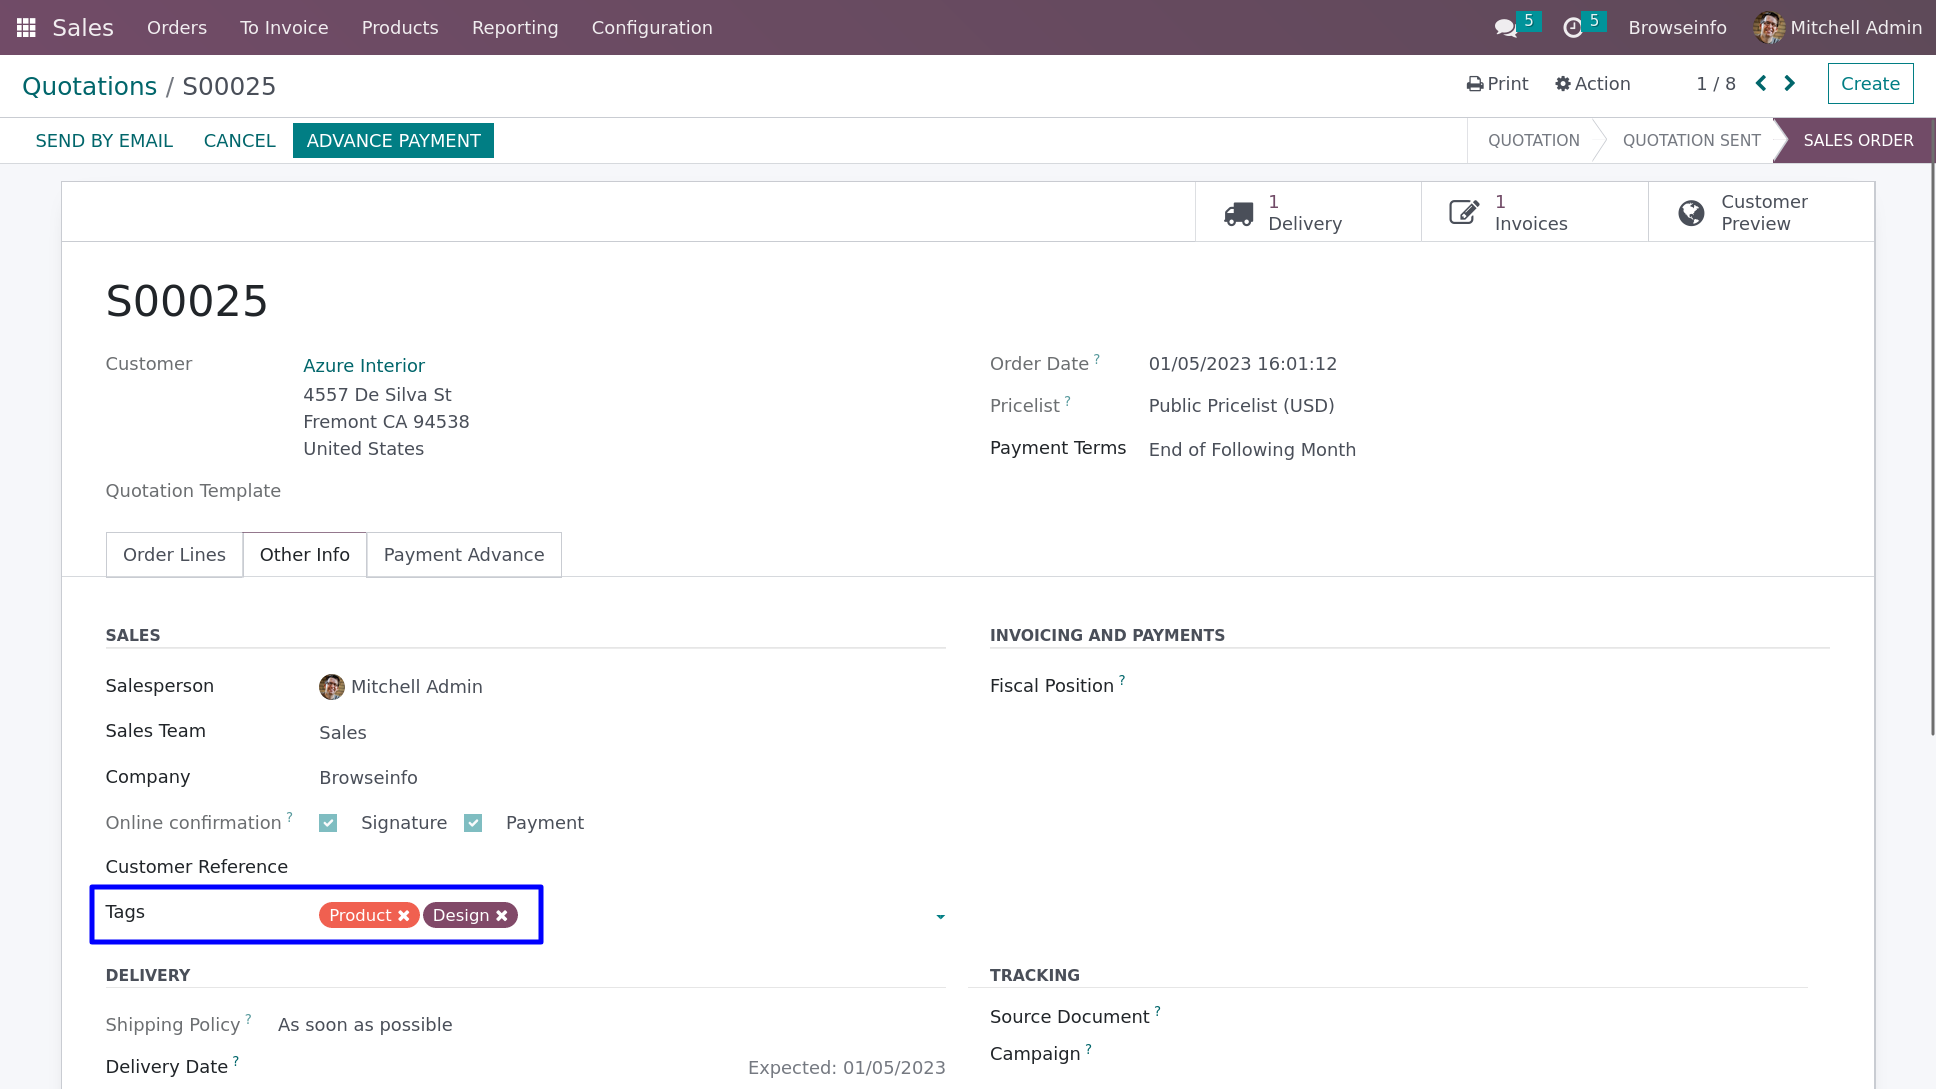 Sales Orders To Invoice Products Reporting Configuration 5 5 Browseinfo Mitchell Admin
Quotations / S00025 Print Action 1 / 8 Create
SEND BY EMAIL CANCEL ADVANCE PAYMENT QUOTATION QUOTATION SENT SALES ORDER
1 Delivery
1 Invoices
Customer Preview
S00025
Customer Azure Interior
4557 De Silva St
Fremont CA 94538
United States
Quotation Template
Order Date ? 01/05/2023 16:01:12
Pricelist ? Public Pricelist (USD)
Payment Terms End of Following Month
Order Lines Other Info Payment Advance
SALES
Salesperson Mitchell Admin
Sales Team Sales
Company Browseinfo
Online confirmation ? Signature Payment
Customer Reference
Tags Product Design
INVOICING AND PAYMENTS
Fiscal Position ?
DELIVERY
Shipping Policy ? As soon as possible
Delivery Date ? Expected: 01/05/2023
TRACKING
Source Document ?
Campaign ?